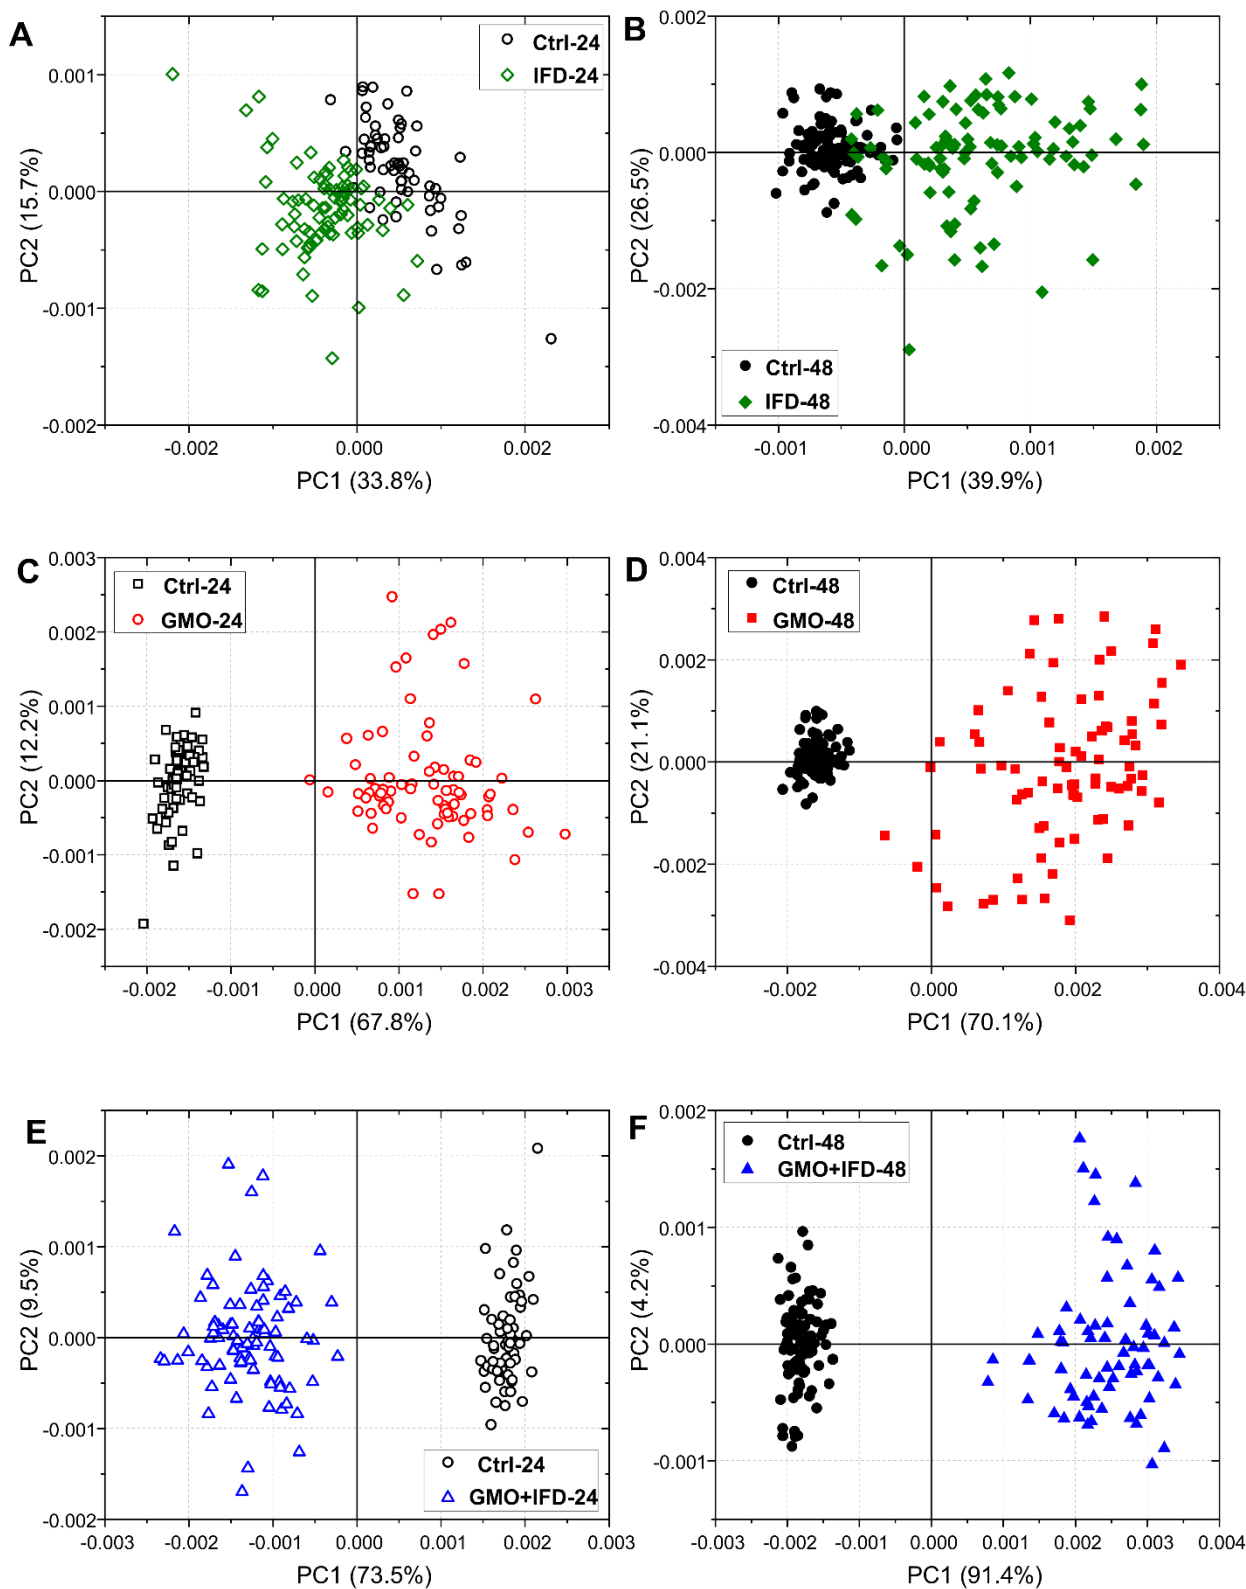 A
Ctrl-24
IFD-24
0.001
0.000
-0.001
-0.002
-0.002
0.000
0.002
PC2 (15.7%)
PC1 (33.8%)
B
Ctrl-48
IFD-48
0.002
0.000
-0.002
-0.004
-0.001
0.000
0.001
0.002
PC2 (26.5%)
PC1 (39.9%)
C
Ctrl-24
GMO-24
0.003
0.002
0.001
0.000
-0.001
-0.002
-0.002
-0.001
0.000
0.001
0.002
0.003
PC2 (12.2%)
PC1 (67.8%)
D
Ctrl-48
GMO-48
0.004
0.002
0.000
-0.002
-0.004
-0.002
0.000
0.002
0.004
PC2 (21.1%)
PC1 (70.1%)
E
Ctrl-24
GMO+IFD-24
0.002
0.001
0.000
-0.001
-0.002
-0.003
-0.002
-0.001
0.000
0.001
0.002
0.003
PC2 (9.5%)
PC1 (73.5%)
F
Ctrl-48
GMO+IFD-48
0.002
0.001
0.000
-0.001
-0.003
-0.002
-0.001
0.000
0.001
0.002
0.003
0.004
PC2 (4.2%)
PC1 (91.4%)